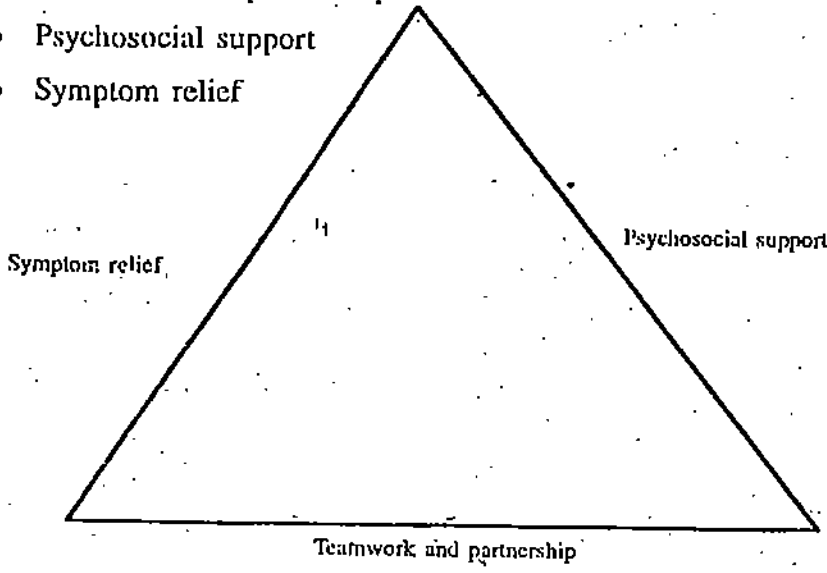 • Psychosocial support
• Symptom relief
Psychosocial support
Symptom relief
Teamwork and partnership